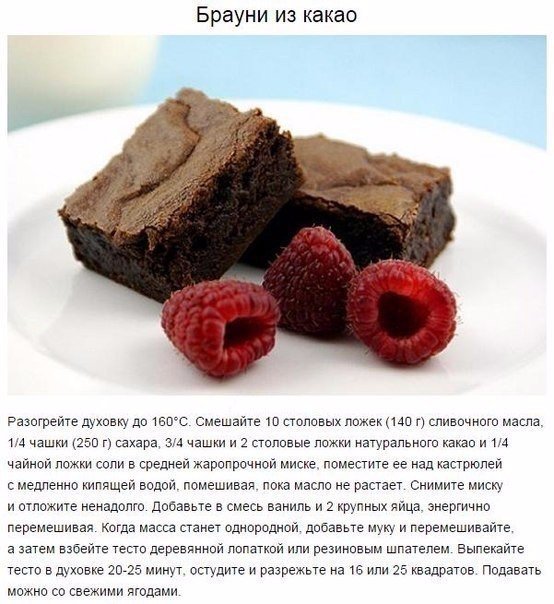 Брауни из какао
Разогрейте духовку до 160°C. Смешайте 10 столовых ложек (140 г) сливочного масла,
1/4 чашки (250 г) сахара, 3/4 чашки и 2 столовые ложки натурального какао и 1/4
чайной ложки соли в средней жаропрочной миске, поместите ее над кастрюлей
с медленно кипящей водой, помешивая, пока масло не растает. Снимите миску
и отложите ненадолго. Добавьте в смесь ваниль и 2 крупных яйца, энергично
перемешивая. Когда масса станет однородной, добавьте муку и перемешивайте,
а затем взбейте тесто деревянной лопаткой или резиновым шпателем. Выпекайте
тесто в духовке 20-25 минут, остудите и разрежьте на 16 или 25 квадратов. Подавать
можно со свежими ягодами.